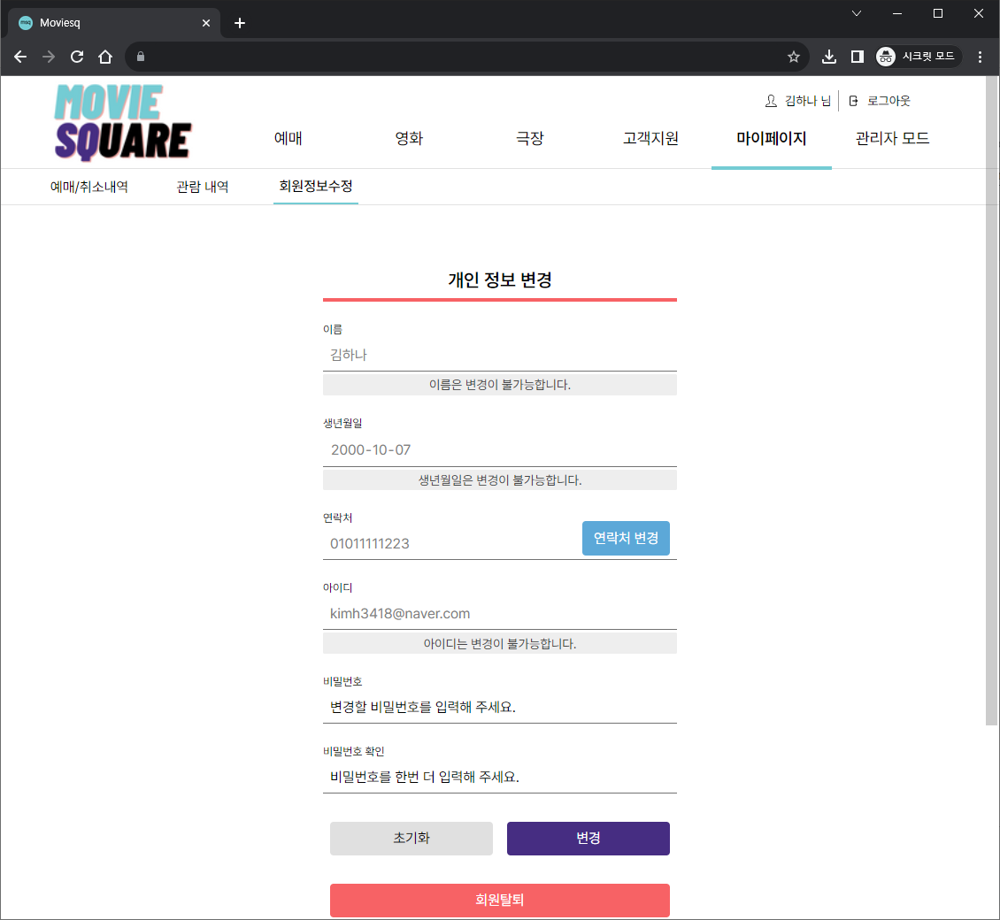 msq Moviesq
시크릿 모드
MOVIE
SQUARE
김하나 님 로그아웃
예매 영화 극장 고객지원 마이페이지 관리자 모드
예매/취소내역 관람 내역 회원정보수정
개인 정보 변경
이름
김하나
이름은 변경이 불가능합니다.
생년월일
2000-10-07
생년월일은 변경이 불가능합니다.
연락처
01011111223 연락처 변경
아이디
kimh3418@naver.com
아이디는 변경이 불가능합니다.
비밀번호
변경할 비밀번호를 입력해 주세요.
비밀번호 확인
비밀번호를 한번 더 입력해 주세요.
초기화 변경
회원탈퇴